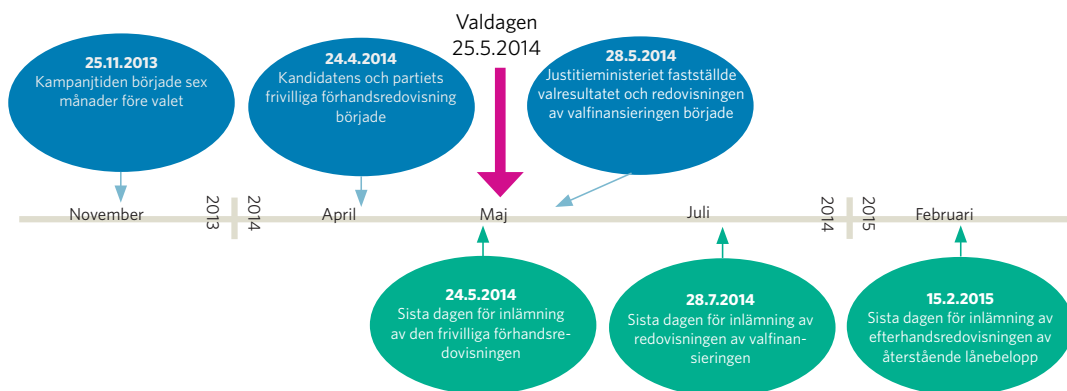 Valdagen
25.5.2014
25.11.2013
Kampanjtiden började sex
månader före valet
24.4.2014
Kandidatens och partiets
frivilliga förhandsredovisning
började
28.5.2014
Justitieministeriet fastställde
valresultatet och redovisningen
av valfinansieringen började
November
2013
2014
April
Maj
Juli
2014
2015
Februari
24.5.2014
Sista dagen för inlämning
av den frivilliga förhandsre-
dovisningen
28.7.2014
Sista dagen för inlämning av
redovisningen av valfinan-
sieringen
15.2.2015
Sista dagen för inlämning av
efterhandsredovisningen av
återstående lånebelopp